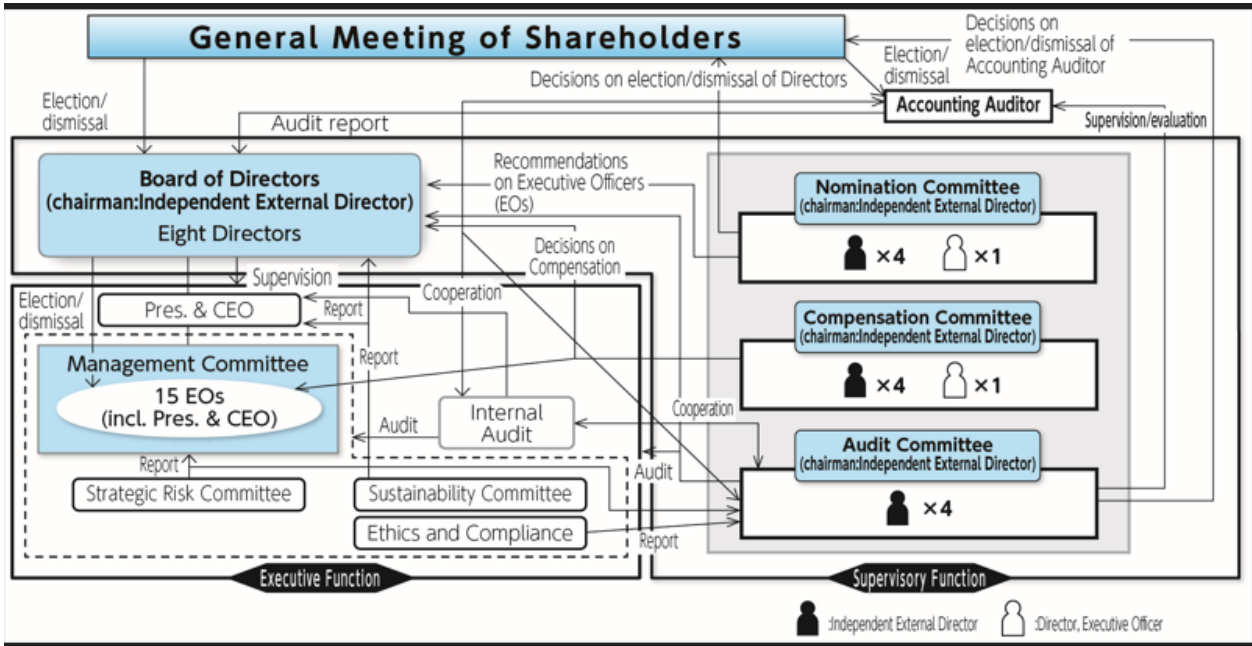 General Meeting of Shareholders
Decisions on
election/dismissal of
Accounting Auditor
Election/
dismissal
Decisions on election/dismissal of Directors
Accounting Auditor
Election/
dismissal
Audit report
Supervision/evaluation
Board of Directors
(chairman:Independent External Director)
Eight Directors
Recommendations
on Executive Officers
(EOs)
Nomination Committee
(chairman:Independent External Director)
×4
×1
Decisions on
Compensation
Supervision
Cooperation
Election/
dismissal
Pres. & CEO
Report
Compensation Committee
(chairman:Independent External Director)
×4
×1
Management Committee
15 EOs
(incl. Pres. & CEO)
Report
Internal
Audit
Audit
Cooperation
Audit Committee
(chairman:Independent External Director)
×4
Report
Audit
Strategic Risk Committee
Sustainability Committee
Ethics and Compliance
Report
Executive Function
Supervisory Function
:Independent External Director
:Director, Executive Officer